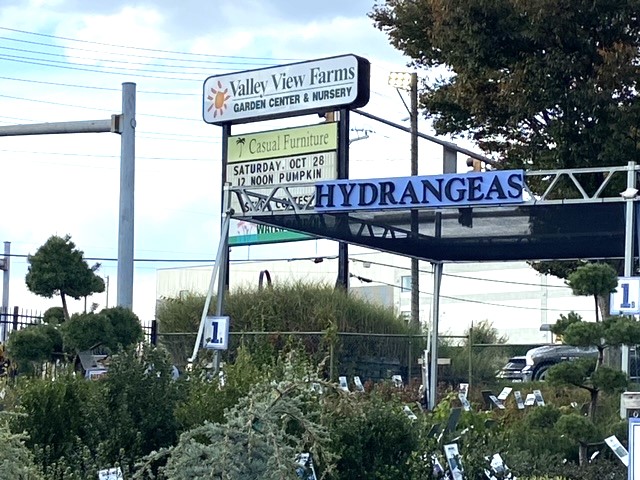 Valley View Farms
GARDEN CENTER & NURSERY
Casual Furniture
SATURDAY, OCT 28
12 NOON PUMPKIN
HYDRANGEAS
1.
1.